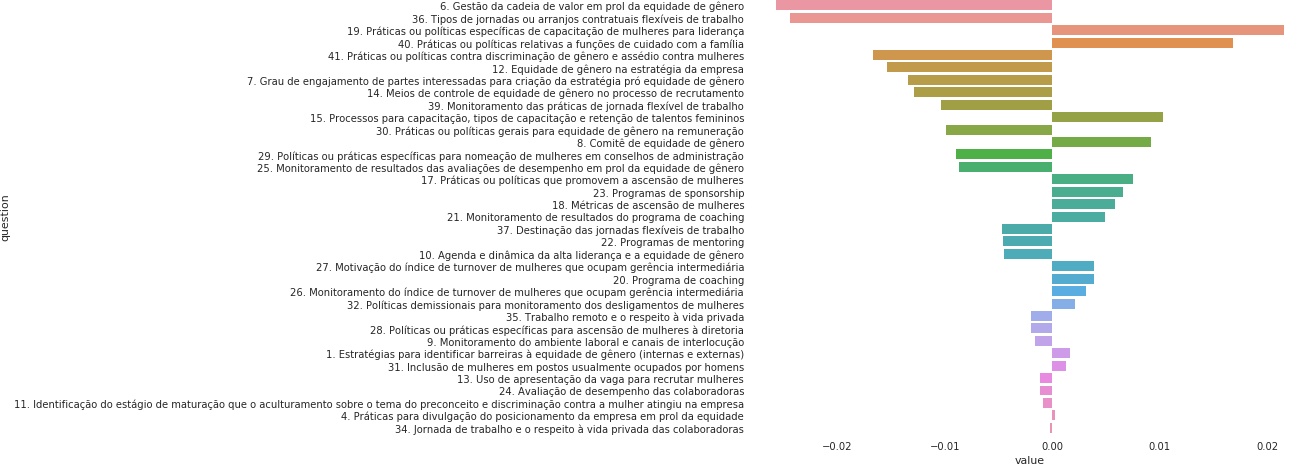 6. Gestão da cadeia de valor em prol da equidade de gênero
36. Tipos de jornadas ou arranjos contratuais flexíveis de trabalho
19. Práticas ou políticas específicas de capacitação de mulheres para liderança
40. Práticas ou políticas relativas a funções de cuidado com a família
41. Práticas ou políticas contra discriminação de gênero e assédio contra mulheres
12. Equidade de gênero na estratégia da empresa
7. Grau de engajamento de partes interessadas para criação da estratégia pró equidade de gênero
14. Meios de controle de equidade de gênero no processo de recrutamento
39. Monitoramento das práticas de jornada flexível de trabalho
15. Processos para capacitação, tipos de capacitação e retenção de talentos femininos
30. Práticas ou políticas gerais para equidade de gênero na remuneração
8. Comitê de equidade de gênero
29. Políticas ou práticas específicas para nomeação de mulheres em conselhos de administração
25. Monitoramento de resultados das avaliações de desempenho em prol da equidade de gênero
17. Práticas ou políticas que promovem a ascensão de mulheres
23. Programas de sponsorship
18. Métricas de ascensão de mulheres
21. Monitoramento de resultados do programa de coaching
37. Destinação das jornadas flexíveis de trabalho
22. Programas de mentoring
10. Agenda e dinâmica da alta liderança e a equidade de gênero
27. Motivação do índice de turnover de mulheres que ocupam gerência intermediária
20. Programa de coaching
26. Monitoramento do índice de turnover de mulheres que ocupam gerência intermediária
32. Políticas demissionais para monitoramento dos desligamentos de mulheres
35. Trabalho remoto e o respeito à vida privada
28. Políticas ou práticas específicas para ascensão de mulheres à diretoria
9. Monitoramento do ambiente laboral e canais de interlocução
1. Estratégias para identificar barreiras à equidade de gênero (internas e externas)
31. Inclusão de mulheres em postos usualmente ocupados por homens
13. Uso de apresentação da vaga para recrutar mulheres
24. Avaliação de desempenho das colaboradoras
11. Identificação do estágio de maturação que o aculturamento sobre o tema do preconceito e discriminação contra a mulher atingiu na empresa
4. Práticas para divulgação do posicionamento da empresa em prol da equidade
34. Jornada de trabalho e o respeito à vida privada das colaboradoras
question
−0.02 −0.01 0.00 0.01 0.02
value